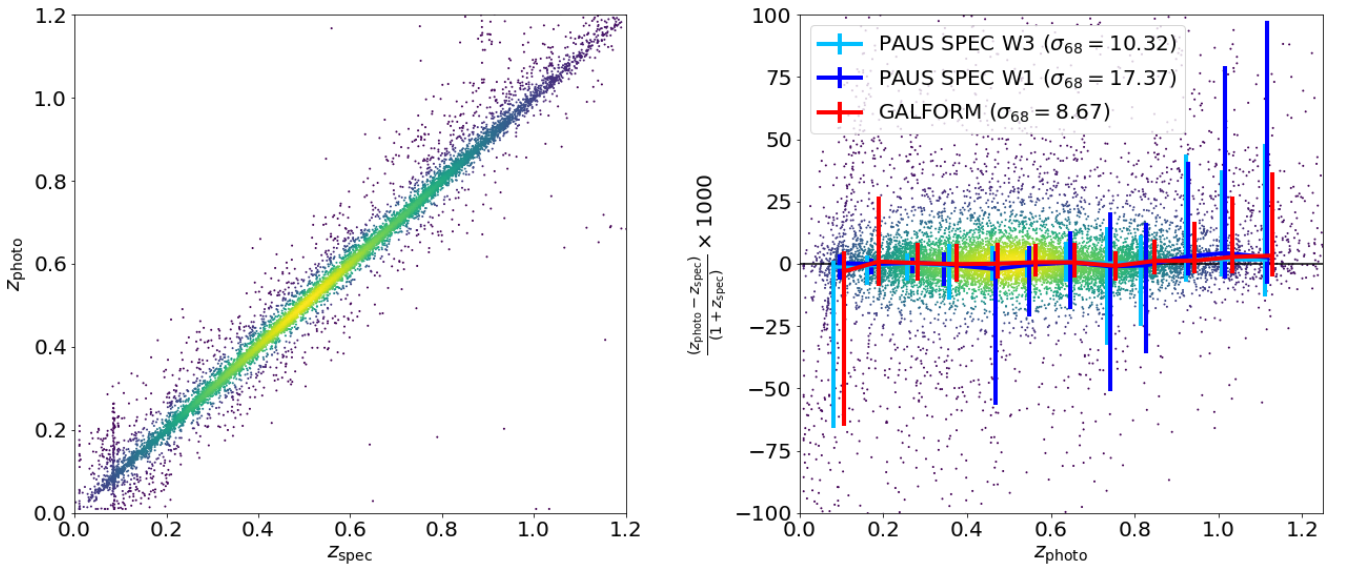 1.2
1.0
0.8
0.6
0.4
0.2
0.0
z_photo
0.0 0.2 0.4 0.6 0.8 1.0 1.2
z_spec
100
75
50
25
0
−25
−50
−75
−100
(z_photo − z_spec) / (1 + z_spec) × 1000
PAUS SPEC W3 (σ68 = 10.32)
PAUS SPEC W1 (σ68 = 17.37)
GALFORM (σ68 = 8.67)
0.0 0.2 0.4 0.6 0.8 1.0 1.2
z_photo